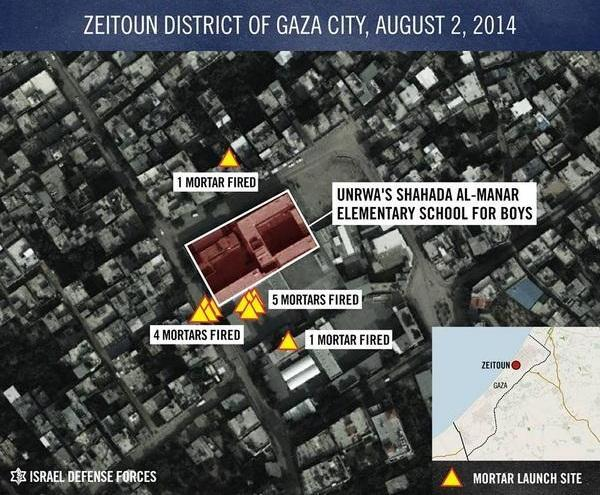 ZEITOUN DISTRICT OF GAZA CITY, AUGUST 2, 2014
1 MORTAR FIRED
UNRWA'S SHAHADA AL-MANAR
ELEMENTARY SCHOOL FOR BOYS
5 MORTARS FIRED
4 MORTARS FIRED
1 MORTAR FIRED
ZEITOUN
GAZA
ISRAEL DEFENSE FORCES
MORTAR LAUNCH SITE